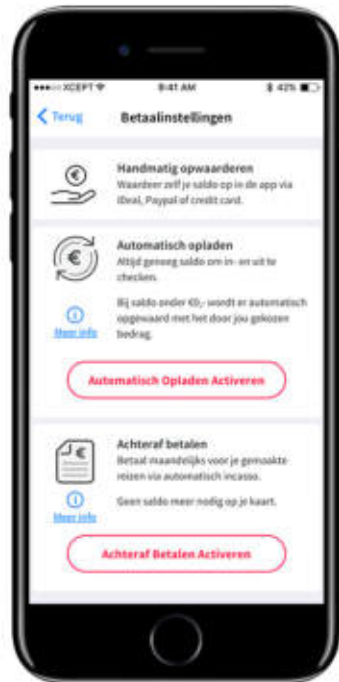 XCEPT 9:41 AM 42%
Terug Betaalinstellingen
Handmatig opwaarderen
Waardeer zelf je saldo op in de app via
iDeal, Paypal of credit card.
Automatisch opladen
Altijd genoeg saldo om in- en uit te
checken.
Bij saldo onder €0,- wordt er automatisch
opgewaard met het door jou gekozen
bedrag.
Meer info
Automatisch Opladen Activeren
Achteraf betalen
Betaal maandelijks voor je gemaakte
reizen via automatisch incasso.
Geen saldo meer nodig op je kaart.
Meer info
Achteraf Betalen Activeren